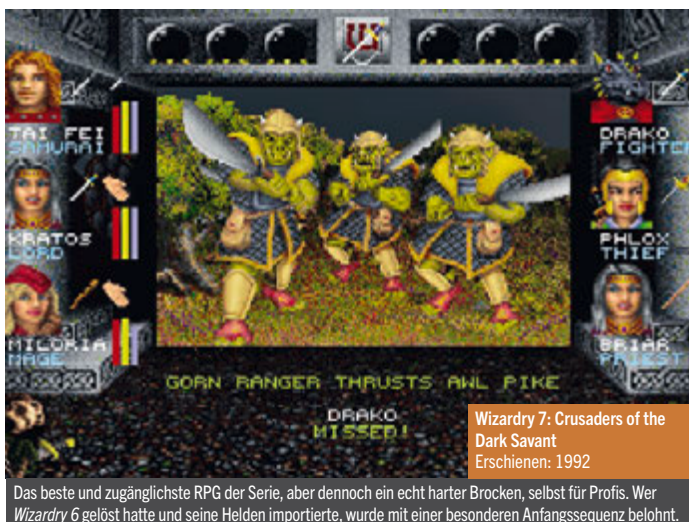 TAI FEI
SAMURAI
KRATOS
LORD
MILORIA
MAGE
DRAKO
FIGHTER
PHLOX
THIEF
BRIAR
PRIEST
GORN RANGER THRUSTS AWL PIKE
DRAKO
MISSED!
Wizardry 7: Crusaders of the
Dark Savant
Erschienen: 1992
Das beste und zugänglichste RPG der Serie, aber dennoch ein echt harter Brocken, selbst für Profis. Wer
Wizardry 6 gelöst hatte und seine Helden importierte, wurde mit einer besonderen Anfangssequenz belohnt.